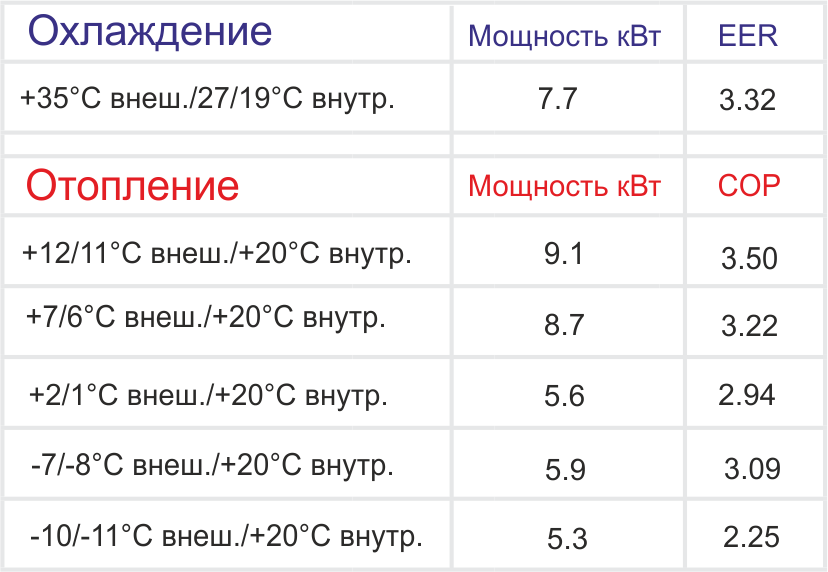 Охлаждение Мощность кВт EER
+35°C внеш./27/19°C внутр. 7.7 3.32
Отопление Мощность кВт COP
+12/11°C внеш./+20°C внутр. 9.1 3.50
+7/6°C внеш./+20°C внутр. 8.7 3.22
+2/1°C внеш./+20°C внутр. 5.6 2.94
-7/-8°C внеш./+20°C внутр. 5.9 3.09
-10/-11°C внеш./+20°C внутр. 5.3 2.25